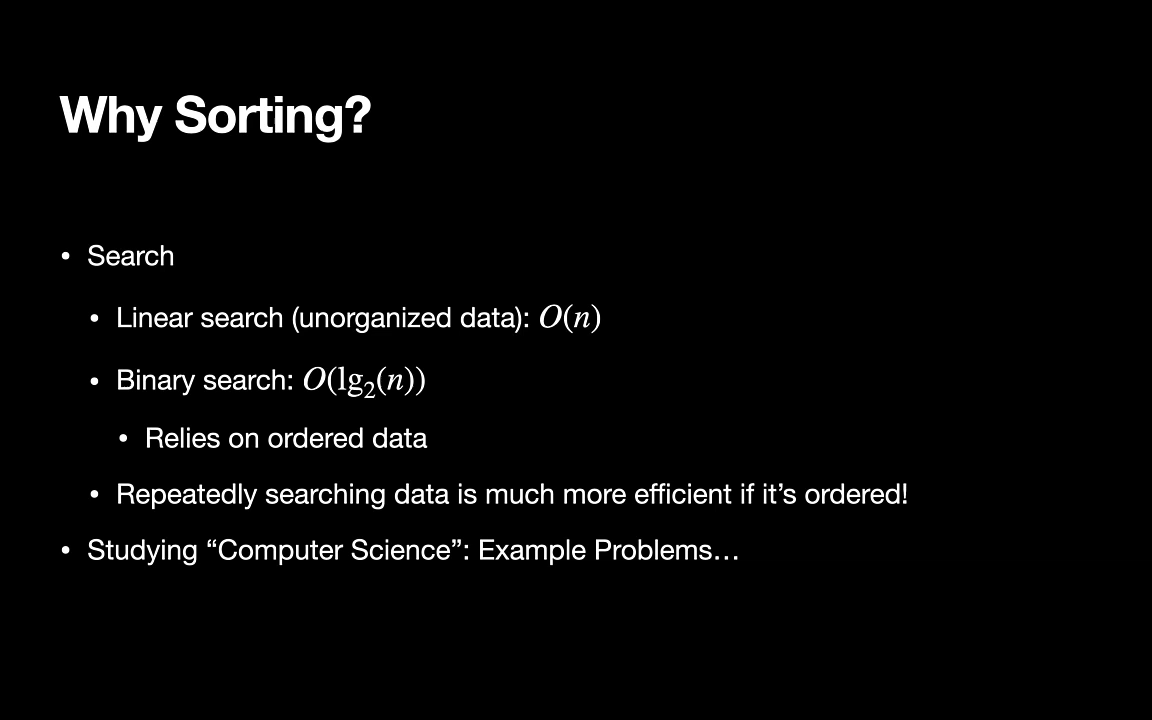 Why Sorting?
• Search
• Linear search (unorganized data): O(n)
• Binary search: O(lg₂(n))
• Relies on ordered data
• Repeatedly searching data is much more efficient if it’s ordered!
• Studying “Computer Science”: Example Problems…